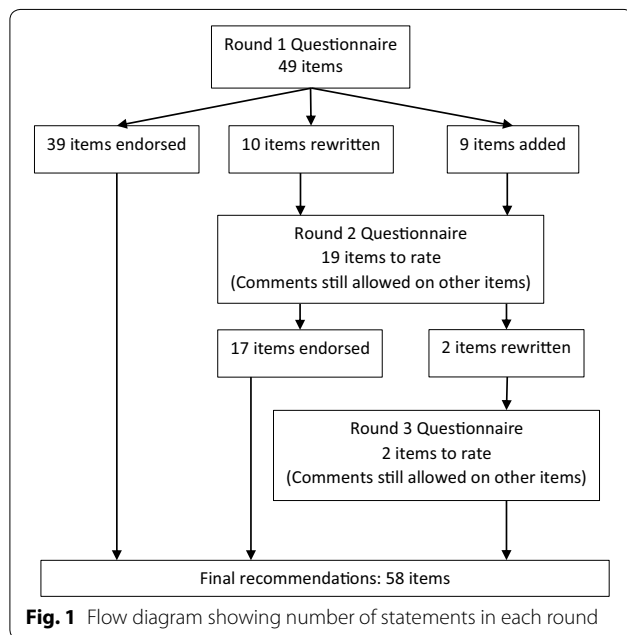 Round 1 Questionnaire
49 items
39 items endorsed
10 items rewritten
9 items added
Round 2 Questionnaire
19 items to rate
(Comments still allowed on other items)
17 items endorsed
2 items rewritten
Round 3 Questionnaire
2 items to rate
(Comments still allowed on other items)
Final recommendations: 58 items
Fig. 1 Flow diagram showing number of statements in each round